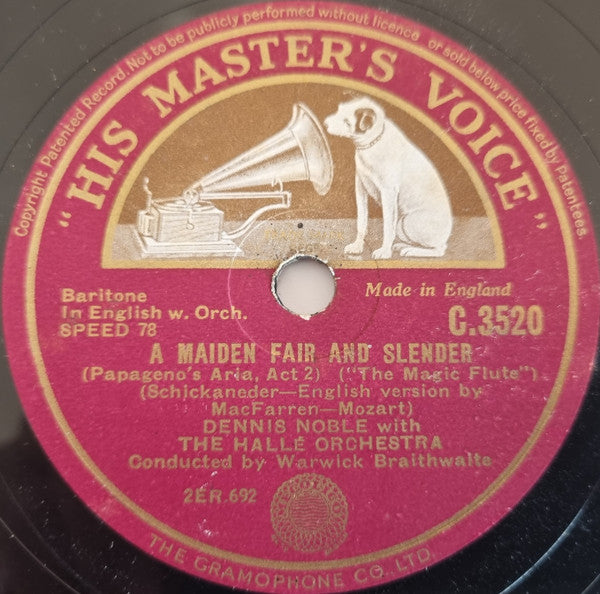 Copyright Patented Record. Not to be publicly performed without licence or sold below price fixed by Patentees.
"HIS MASTER'S VOICE"
Baritone
In English w. Orch.
SPEED 78
Made in England
C.3520
A MAIDEN FAIR AND SLENDER
(Papageno's Aria, Act 2) ("The Magic Flute")
(Schickaneder—English version by
MacFarren—Mozart)
DENNIS NOBLE with
THE HALLÉ ORCHESTRA
Conducted by Warwick Braithwaite
2ER.692
THE GRAMOPHONE CO., LTD.